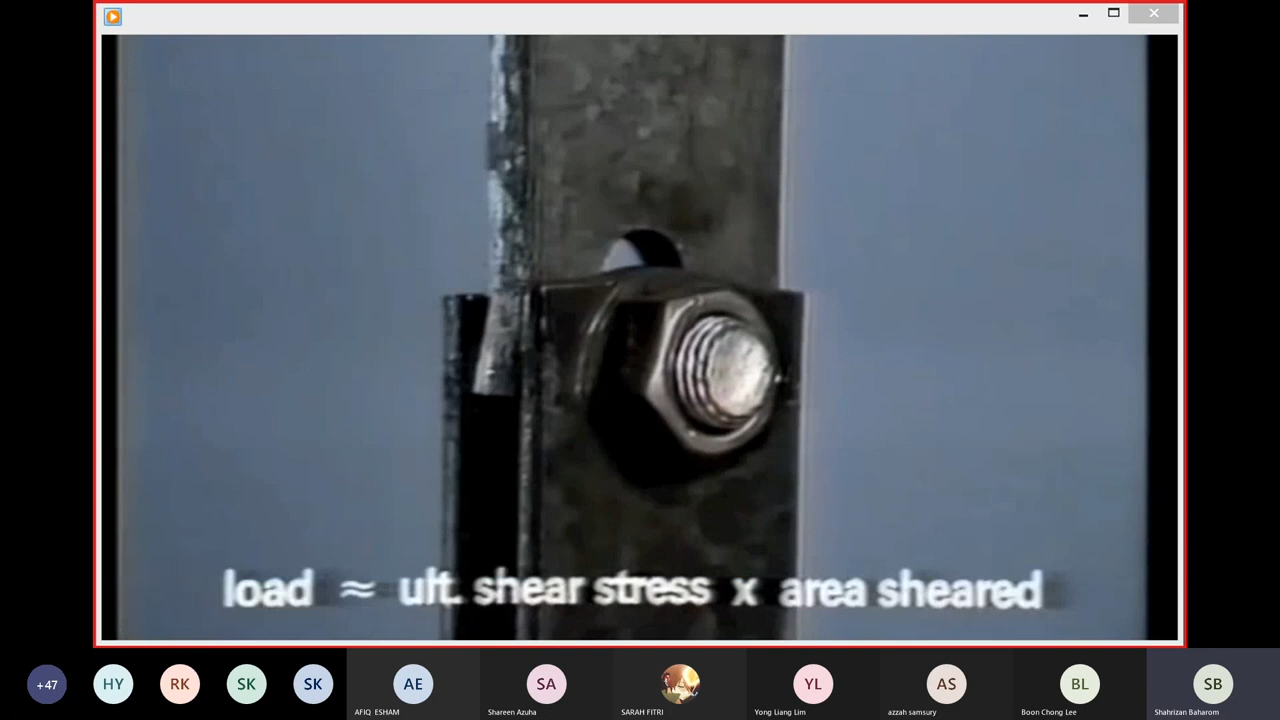 load ≈ ult. shear stress x area sheared
+47
HY
RK
SK
SK
AE
SA
YL
AS
BL
SB
AFIQ ESHAM
Shareen Azuha
SARAH FITRI
Yong Liang Lim
azzah samsury
Boon Chong Lee
Shahrizan Baharom